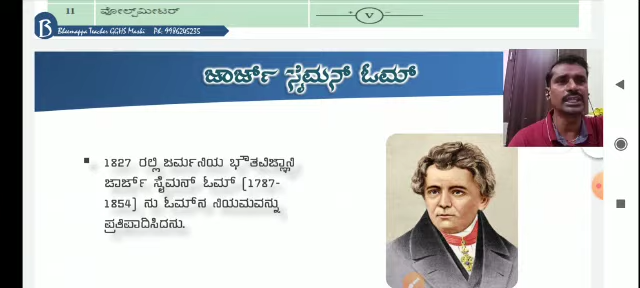 11 ವೋಲ್ಟ್‌ಮೀಟರ್ + V -
B Bheemappa Teacher GGHS Maski Ph. 9986245235
ಜಾರ್ಜ್ ಸೈಮನ್ ಓಮ್
1827 ರಲ್ಲಿ ಜರ್ಮನಿಯ ಭೌತವಿಜ್ಞಾನಿ
ಜಾರ್ಜ್ ಸೈಮನ್ ಓಮ್ [1787-
1854] ನು ಓಮ್‌ನ ನಿಯಮವನ್ನು
ಪ್ರತಿಪಾದಿಸಿದನು.